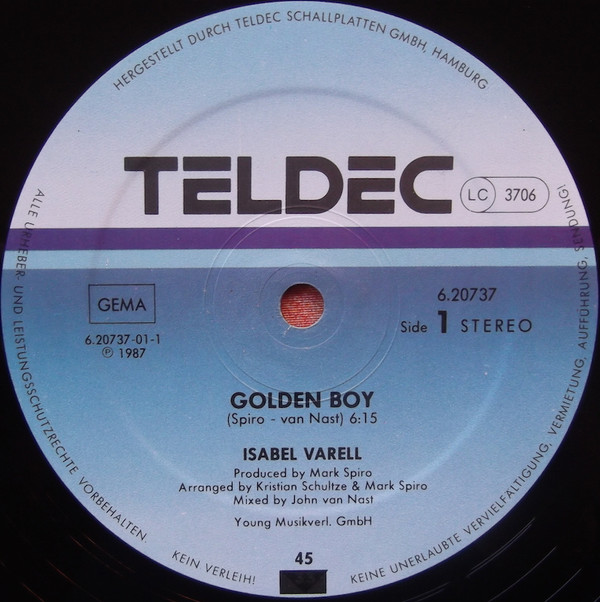 HERGESTELLT DURCH TELDEC SCHALLPLATTEN GMBH, HAMBURG
TELDEC
LC 3706
GEMA
6.20737-01-1
Ⓟ 1987
6.20737
Side 1 STEREO
GOLDEN BOY
(Spiro - van Nast) 6:15
ISABEL VARELL
Produced by Mark Spiro
Arranged by Kristian Schultze & Mark Spiro
Mixed by John van Nast
Young Musikverl. GmbH
45
ALLE URHEBER- UND LEISTUNGSSCHUTZRECHTE VORBEHALTEN. KEIN VERLEIH! KEINE UNERLAUBTE VERVIELFÄLTIGUNG, VERMIETUNG, AUFFÜHRUNG, SENDUNG!